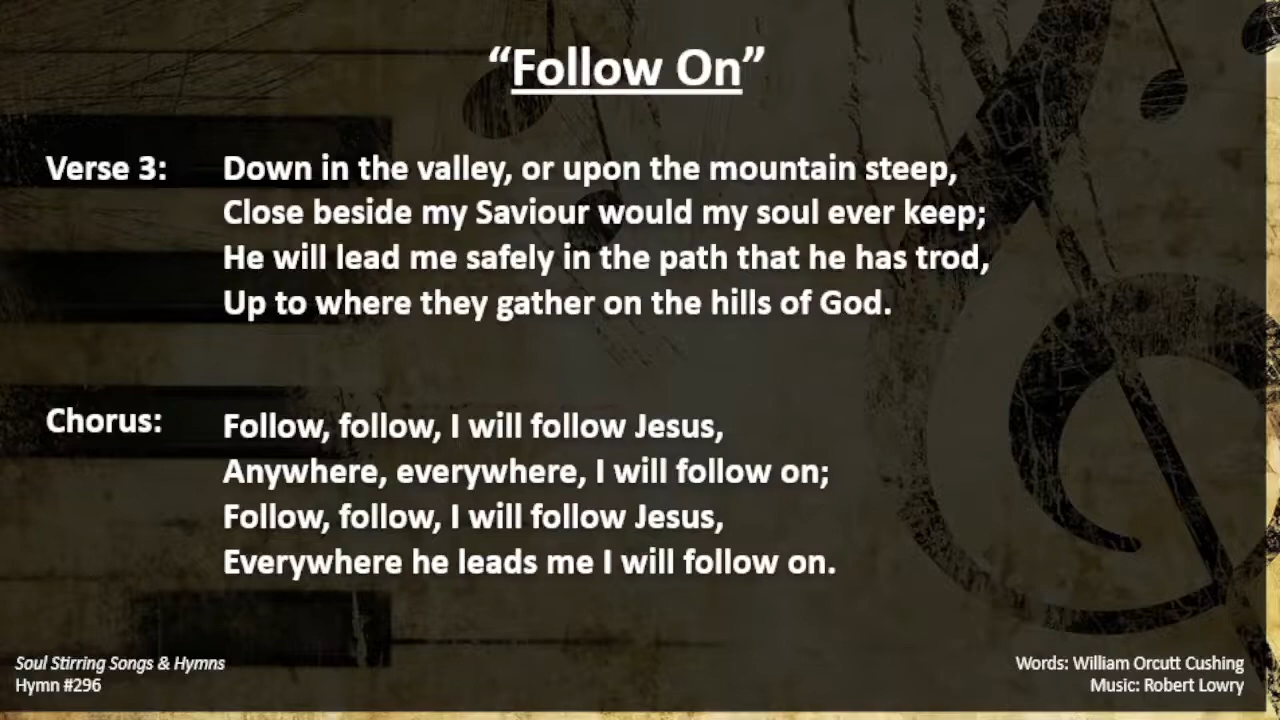 “Follow On”
Verse 3: Down in the valley, or upon the mountain steep,
Close beside my Saviour would my soul ever keep;
He will lead me safely in the path that he has trod,
Up to where they gather on the hills of God.
Chorus: Follow, follow, I will follow Jesus,
Anywhere, everywhere, I will follow on;
Follow, follow, I will follow Jesus,
Everywhere he leads me I will follow on.
Soul Stirring Songs & Hymns
Hymn #296
Words: William Orcutt Cushing
Music: Robert Lowry